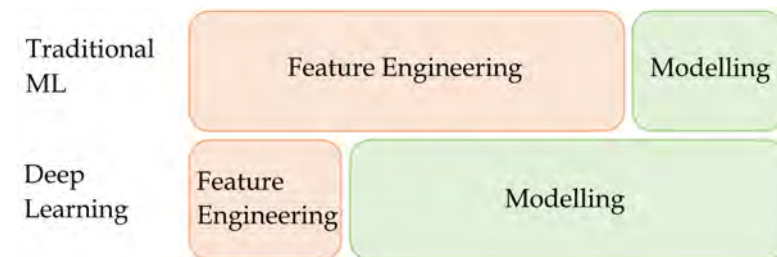 Traditional
ML
Feature Engineering
Modelling
Deep
Learning
Feature
Engineering
Modelling